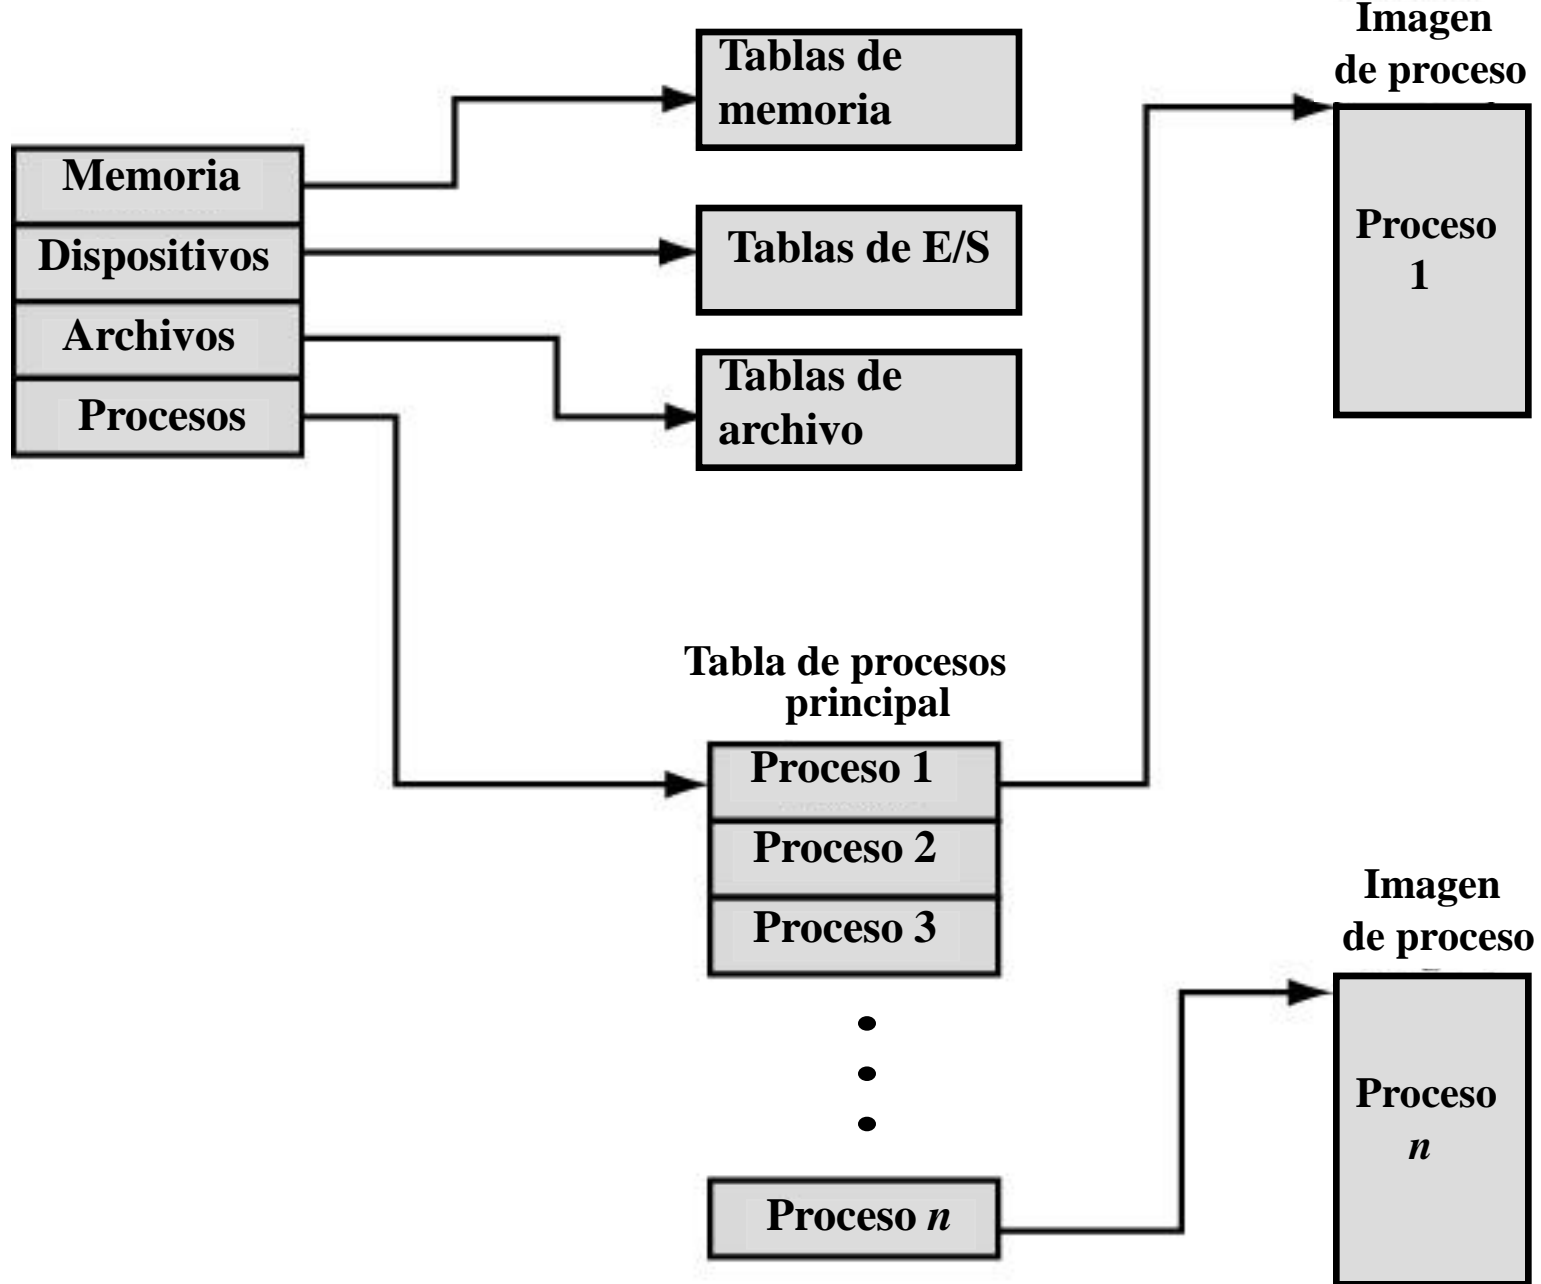 Imagen
de proceso
Tablas de
memoria
Memoria
Dispositivos
Archivos
Procesos
Tablas de E/S
Tablas de
archivo
Proceso
1
Tabla de procesos
principal
Proceso 1
Proceso 2
Proceso 3
Proceso n
Imagen
de proceso
Proceso
n